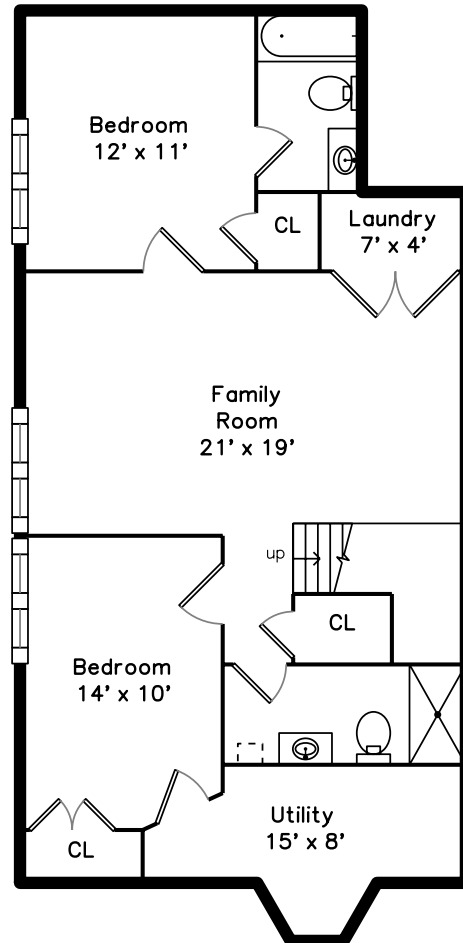 Bedroom
12' x 11'
CL
Laundry
7' x 4'
Family
Room
21' x 19'
up
CL
Bedroom
14' x 10'
Utility
15' x 8'
CL